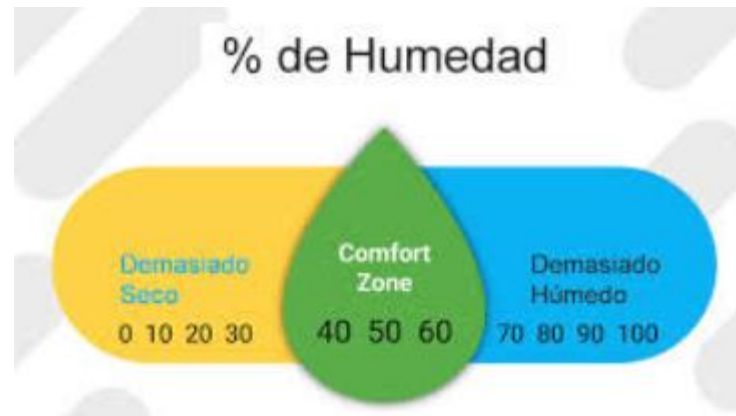 % de Humedad
Comfort
Zone
Demasiado
Seco
Demasiado
Húmedo
0 10 20 30
40 50 60
70 80 90 100